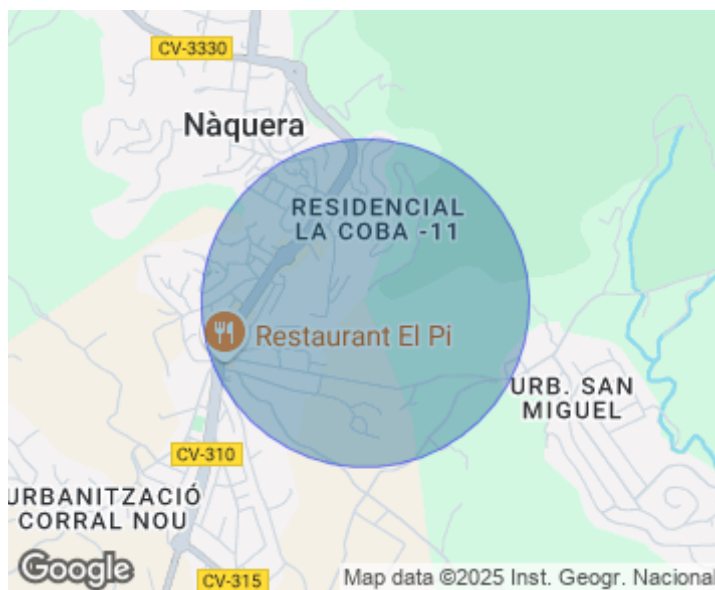 CV-3330
Nàquera
RESIDENCIAL
LA COBA -11
Restaurant El Pi
URB. SAN
MIGUEL
CV-310
URBANITZACIÓ
CORRAL NOU
CV-315
Google
Map data ©2025 Inst. Geogr. Nacional